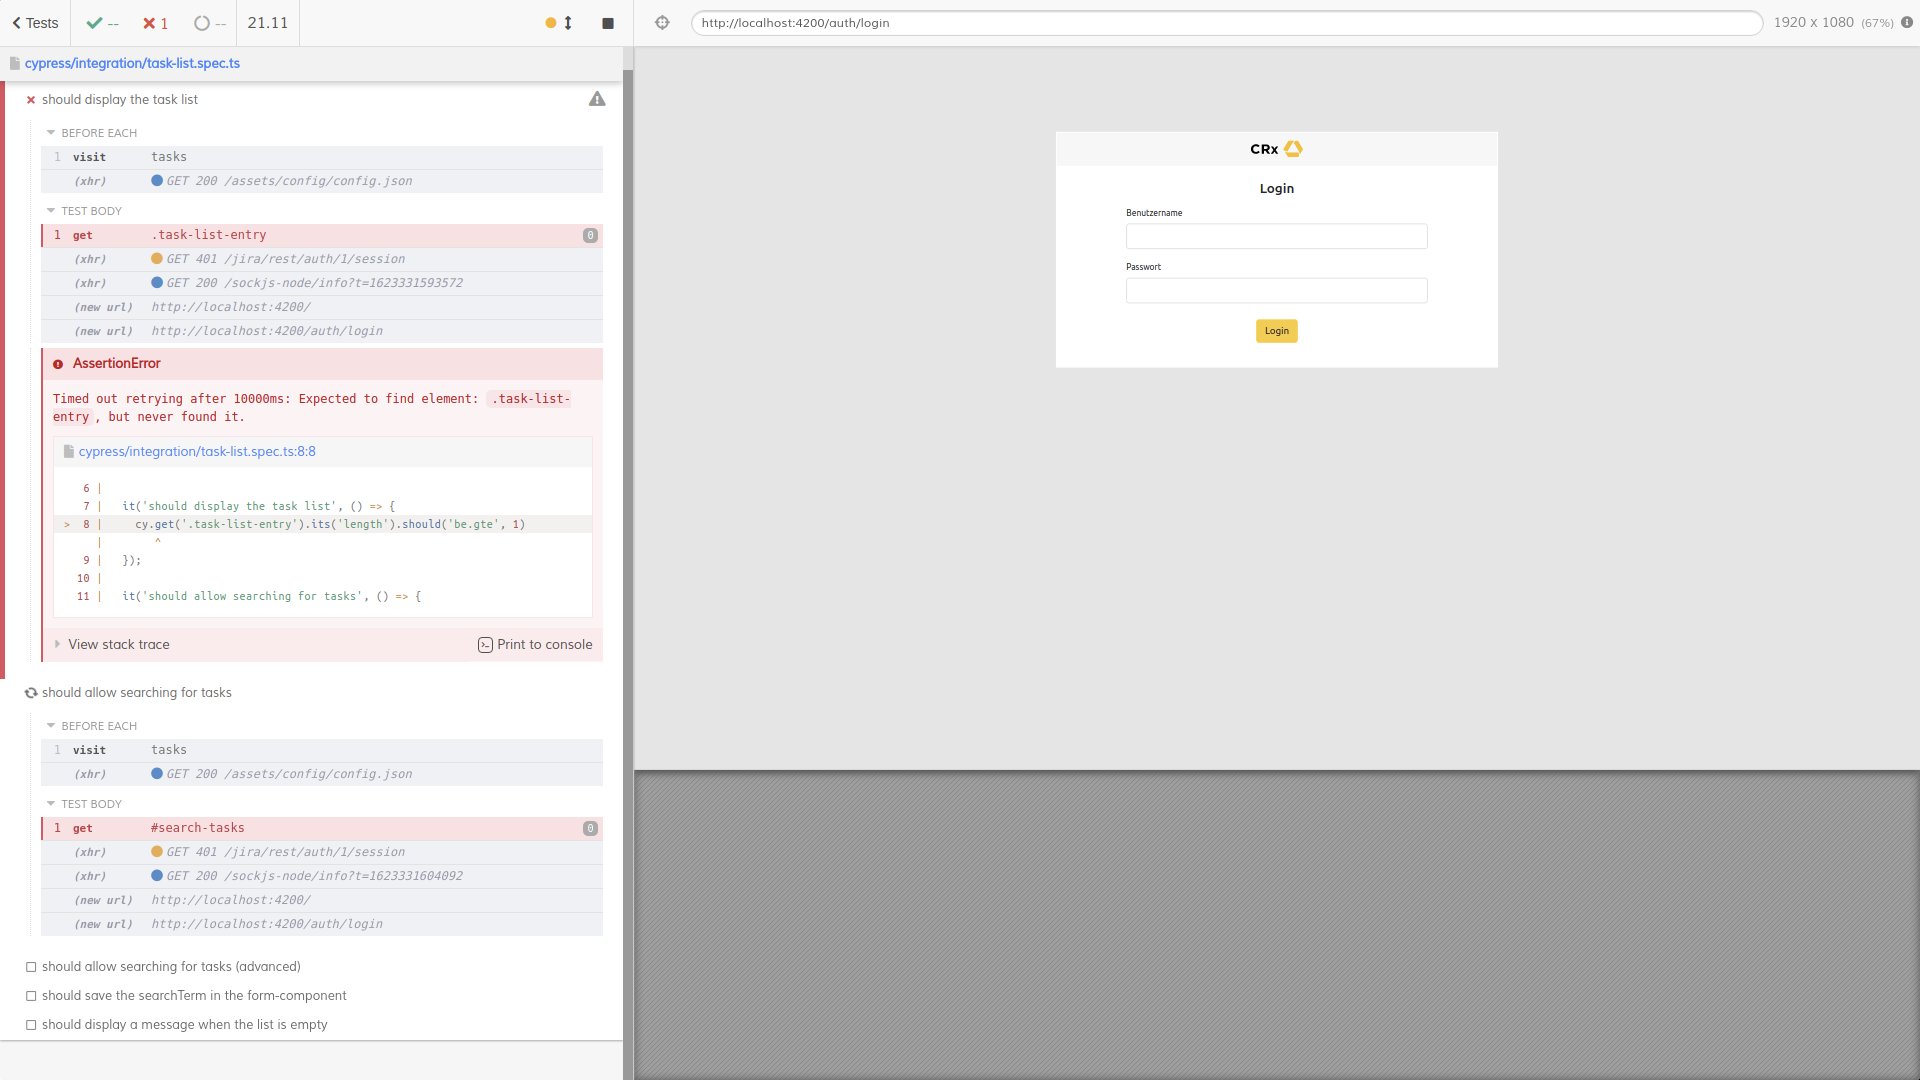 Tests
--
1
--
21.11
http://localhost:4200/auth/login
1920 x 1080 (67%)
cypress/integration/task-list.spec.ts
should display the task list
BEFORE EACH
1 visit tasks
(xhr) GET 200 /assets/config/config.json
TEST BODY
1 get .task-list-entry 0
(xhr) GET 401 /jira/rest/auth/1/session
(xhr) GET 200 /sockjs-node/info?t=1623331593572
(new url) http://localhost:4200/
(new url) http://localhost:4200/auth/login
AssertionError
Timed out retrying after 10000ms: Expected to find element: .task-list-
entry, but never found it.
cypress/integration/task-list.spec.ts:8:8
6 |
7 | it('should display the task list', () => {
> 8 | cy.get('.task-list-entry').its('length').should('be.gte', 1)
| ^
9 | });
10 |
11 | it('should allow searching for tasks', () => {
View stack trace
Print to console
should allow searching for tasks
BEFORE EACH
1 visit tasks
(xhr) GET 200 /assets/config/config.json
TEST BODY
1 get #search-tasks 0
(xhr) GET 401 /jira/rest/auth/1/session
(xhr) GET 200 /sockjs-node/info?t=1623331604092
(new url) http://localhost:4200/
(new url) http://localhost:4200/auth/login
should allow searching for tasks (advanced)
should save the searchTerm in the form-component
should display a message when the list is empty
CRx
Login
Benutzername
Passwort
Login